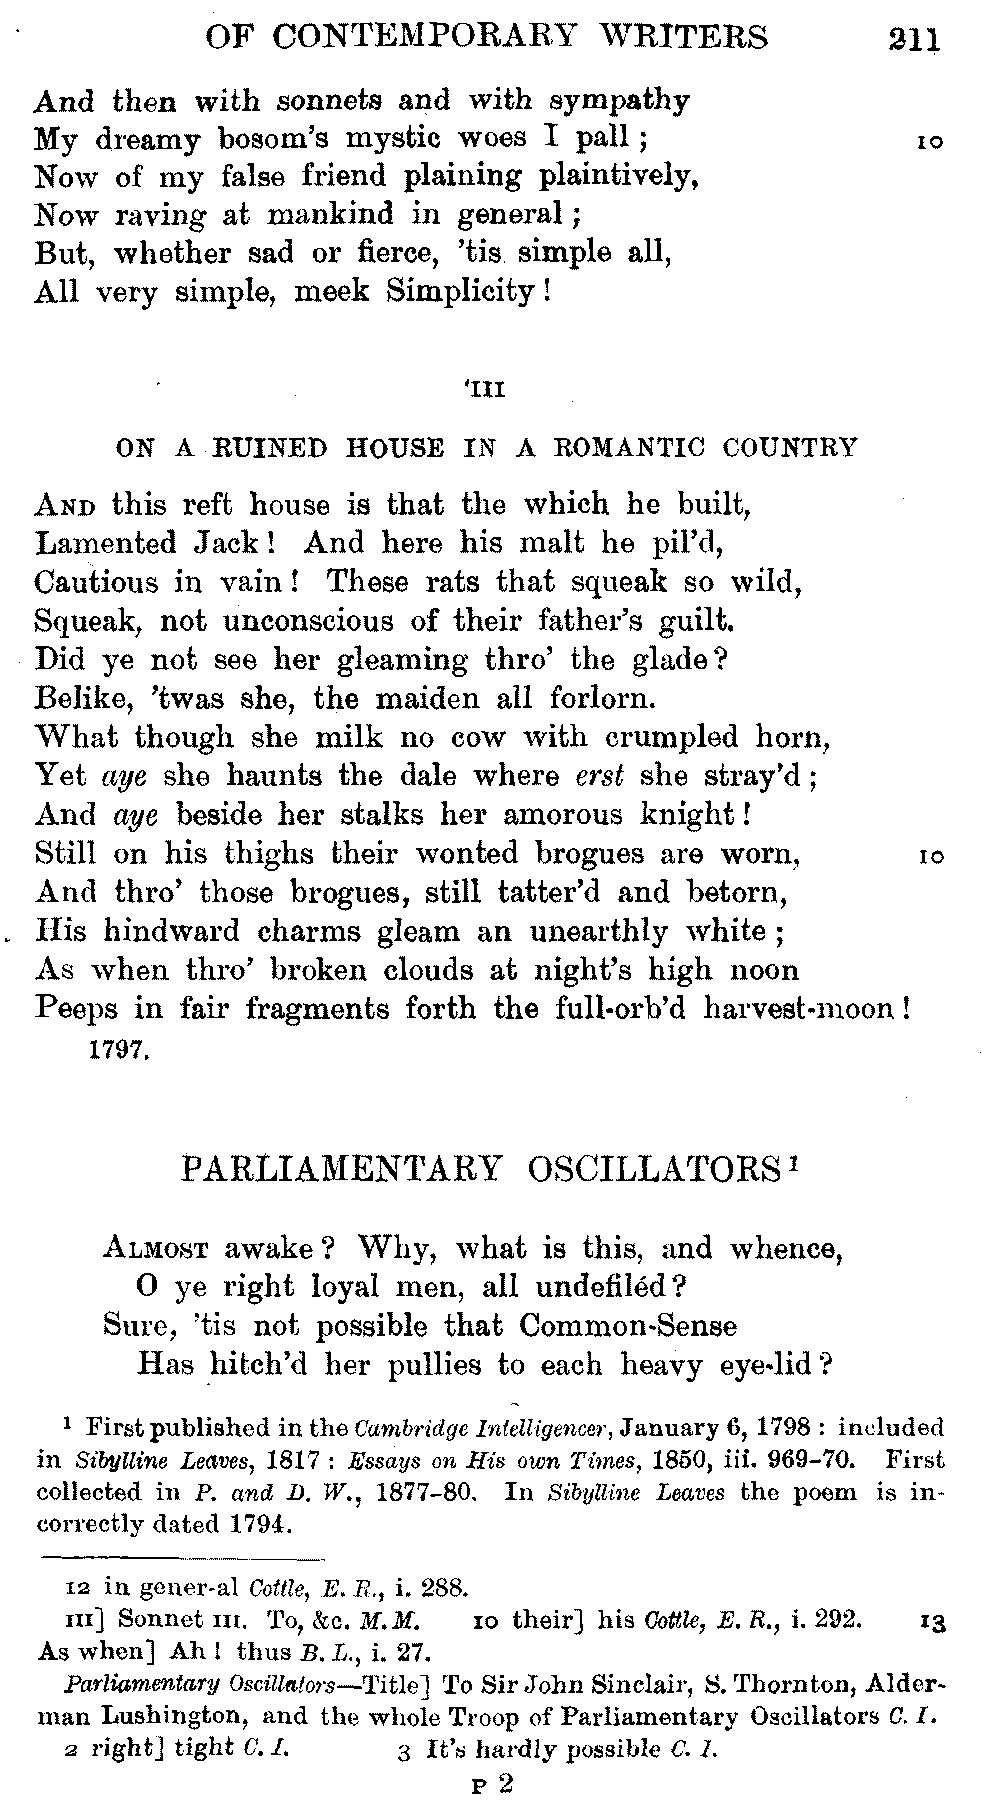 OF CONTEMPORARY WRITERS 211
And then with sonnets and with sympathy
My dreamy bosom's mystic woes I pall ; 10
Now of my false friend plaining plaintively,
Now raving at mankind in general ;
But, whether sad or fierce, 'tis simple all,
All very simple, meek Simplicity !
'III
ON A RUINED HOUSE IN A ROMANTIC COUNTRY
AND this reft house is that the which he built,
Lamented Jack ! And here his malt he pil'd,
Cautious in vain ! These rats that squeak so wild,
Squeak, not unconscious of their father's guilt.
Did ye not see her gleaming thro' the glade ?
Belike, 'twas she, the maiden all forlorn.
What though she milk no cow with crumpled horn,
Yet aye she haunts the dale where erst she stray'd ;
And aye beside her stalks her amorous knight !
Still on his thighs their wonted brogues are worn, 10
And thro' those brogues, still tatter'd and betorn,
His hindward charms gleam an unearthly white ;
As when thro' broken clouds at night's high noon
Peeps in fair fragments forth the full-orb'd harvest-moon !
1797.
PARLIAMENTARY OSCILLATORS 1
ALMOST awake ? Why, what is this, and whence,
O ye right loyal men, all undefiléd ?
Sure, 'tis not possible that Common-Sense
Has hitch'd her pullies to each heavy eye-lid ?
1 First published in the Cambridge Intelligencer, January 6, 1798 : included
in Sibylline Leaves, 1817 : Essays on His own Times, 1850, iii. 969-70. First
collected in P. and D. W., 1877-80. In Sibylline Leaves the poem is in-
correctly dated 1794.
12 in gener-al Cottle, E. R., i. 288.
III] Sonnet III. To, &c. M. M. 10 their] his Cottle, E. R., i. 292. 13
As when] Ah ! thus B. L., i. 27.
Parliamentary Oscillators—Title] To Sir John Sinclair, S. Thornton, Alder-
man Lushington, and the whole Troop of Parliamentary Oscillators C. I.
2 right] tight C. I. 3 It's hardly possible C. I.
P 2